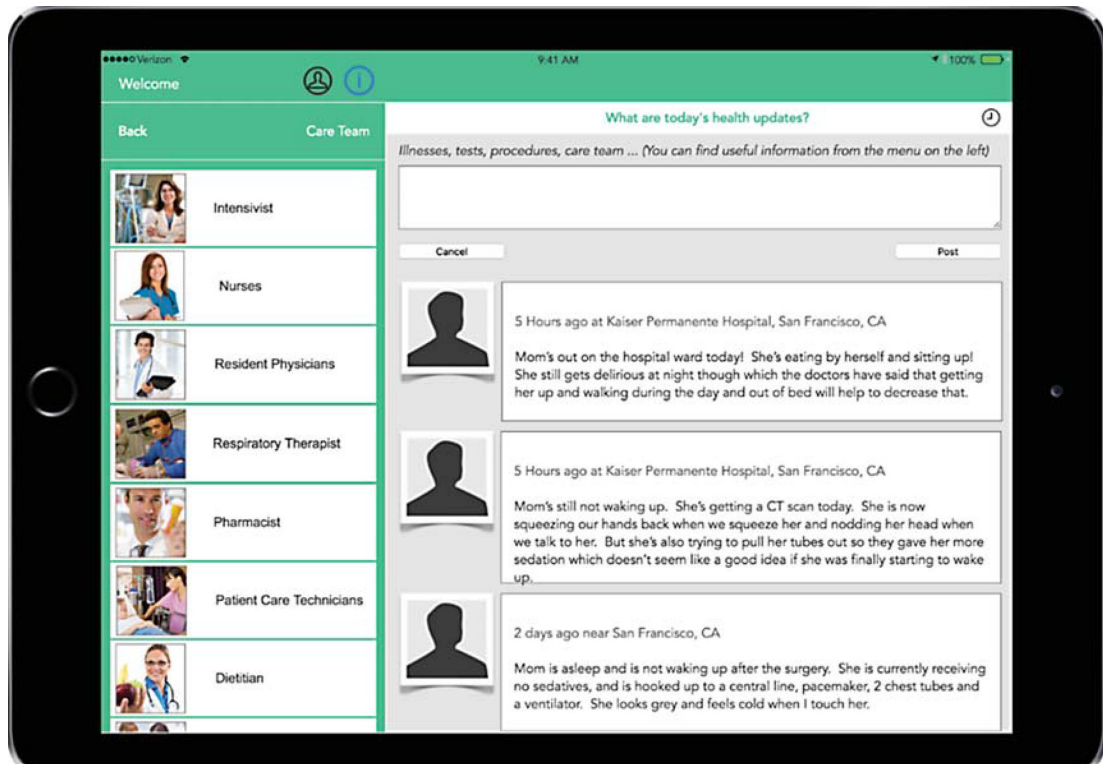 Verizon
9:41 AM
100%
Welcome
Back
Care Team
Intensivist
Nurses
Resident Physicians
Respiratory Therapist
Pharmacist
Patient Care Technicians
Dietitian
What are today's health updates?
Illnesses, tests, procedures, care team ... (You can find useful information from the menu on the left)
Cancel
Post
5 Hours ago at Kaiser Permanente Hospital, San Francisco, CA
Mom's out on the hospital ward today! She's eating by herself and sitting up!
She still gets delirious at night though which the doctors have said that getting
her up and walking during the day and out of bed will help to decrease that.
5 Hours ago at Kaiser Permanente Hospital, San Francisco, CA
Mom's still not waking up. She's getting a CT scan today. She is now
squeezing our hands back when we squeeze her and nodding her head when
we talk to her. But she's also trying to pull her tubes out so they gave her more
sedation which doesn't seem like a good idea if she was finally starting to wake
up.
2 days ago near San Francisco, CA
Mom is asleep and is not waking up after the surgery. She is currently receiving
no sedatives, and is hooked up to a central line, pacemaker, 2 chest tubes and
a ventilator. She looks grey and feels cold when I touch her.